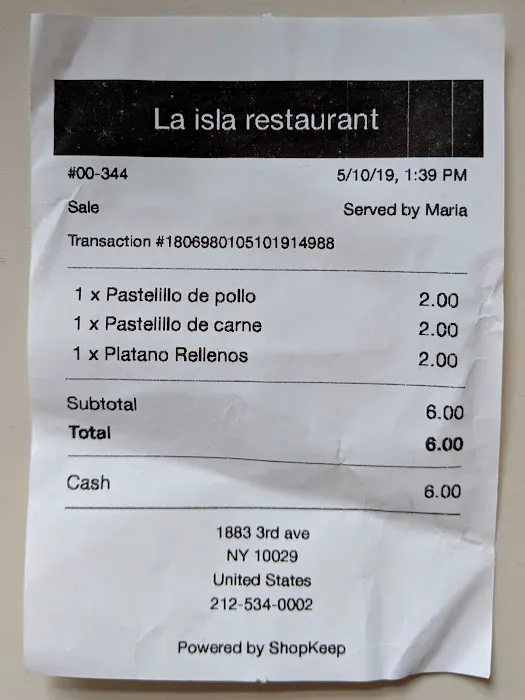 La isla restaurant
#00-344 5/10/19, 1:39 PM
Sale Served by Maria
Transaction #1806980105101914988
1 x Pastelillo de pollo 2.00
1 x Pastelillo de carne 2.00
1 x Platano Rellenos 2.00
Subtotal 6.00
Total 6.00
Cash 6.00
1883 3rd ave
NY 10029
United States
212-534-0002
Powered by ShopKeep